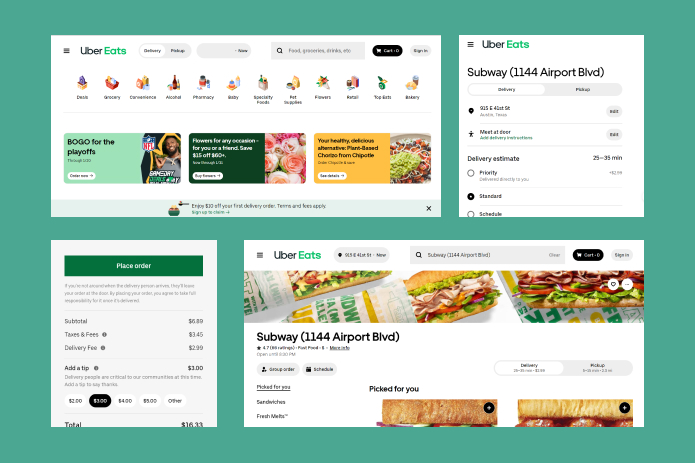 Uber Eats
Delivery
Pickup
• Now
Food, groceries, drinks, etc
Cart • 0
Sign in
Deals
Grocery
Convenience
Alcohol
Pharmacy
Baby
Specialty
Foods
Pet
Supplies
Flowers
Retail
Top Eats
Bakery
BOGO for the
playoffs
Through 1/30
Order now →
GAMEDAY
Flowers for any occasion –
for you or a friend. Save
$15 off $60+.
Now through 1/31
Buy flowers →
Your healthy, delicious
alternative: Plant-Based
Chorizo from Chipotle
Order Chipotle & save
See details →
Enjoy $10 off your first delivery order. Terms and fees apply.
Sign up to claim →
Uber Eats
Subway (1144 Airport Blvd)
Delivery
Pickup
915 E 41st St
Austin, Texas
Edit
Meet at door
Add delivery instructions
Edit
Delivery estimate
25–35 min
Priority
+$2.99
Delivered directly to you
Standard
Schedule
Place order
If you're not around when the delivery person arrives, they'll leave
your order at the door. By placing your order, you agree to take full
responsibility for it once it's delivered.
Subtotal
$6.89
Taxes & Fees
$3.45
Delivery Fee
$2.99
Add a tip
$3.00
Delivery people are critical to our communities at this time.
Add a tip to say thanks.
$2.00
$3.00
$4.00
$5.00
Other
Total
$16.33
Uber Eats
915 E 41st St • Now
Subway (1144 Airport Blvd)
Clear
Cart • 0
Sign in
Subway (1144 Airport Blvd)
★ 4.7 (88 ratings) • Fast Food • $ • More info
Open until 8:30 PM
Group order
Schedule
Delivery
25–35 min • $2.99
Pickup
Picked for you
Sandwiches
Fresh Melts™
Picked for you